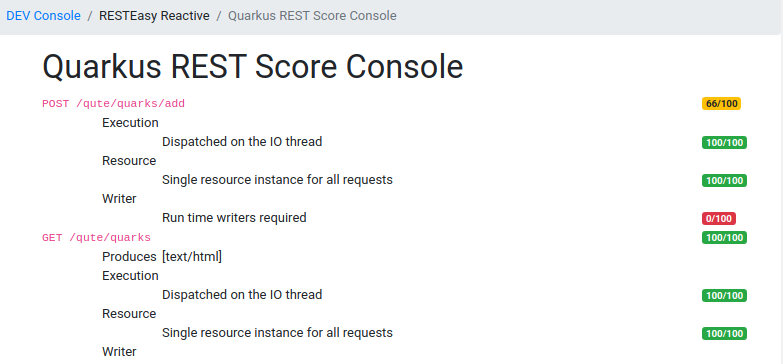 DEV Console / RESTEasy Reactive / Quarkus REST Score Console
Quarkus REST Score Console
POST /qute/quarks/add 66/100
Execution
Dispatched on the IO thread 100/100
Resource
Single resource instance for all requests 100/100
Writer
Run time writers required 0/100
GET /qute/quarks 100/100
Produces [text/html]
Execution
Dispatched on the IO thread 100/100
Resource
Single resource instance for all requests 100/100
Writer